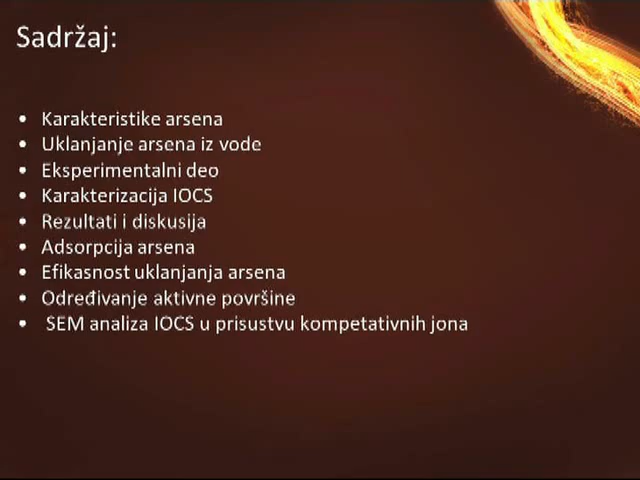 Sadržaj:
• Karakteristike arsena
• Uklanjanje arsena iz vode
• Eksperimentalni deo
• Karakterizacija IOCS
• Rezultati i diskusija
• Adsorpcija arsena
• Efikasnost uklanjanja arsena
• Određivanje aktivne površine
• SEM analiza IOCS u prisustvu kompetativnih jona